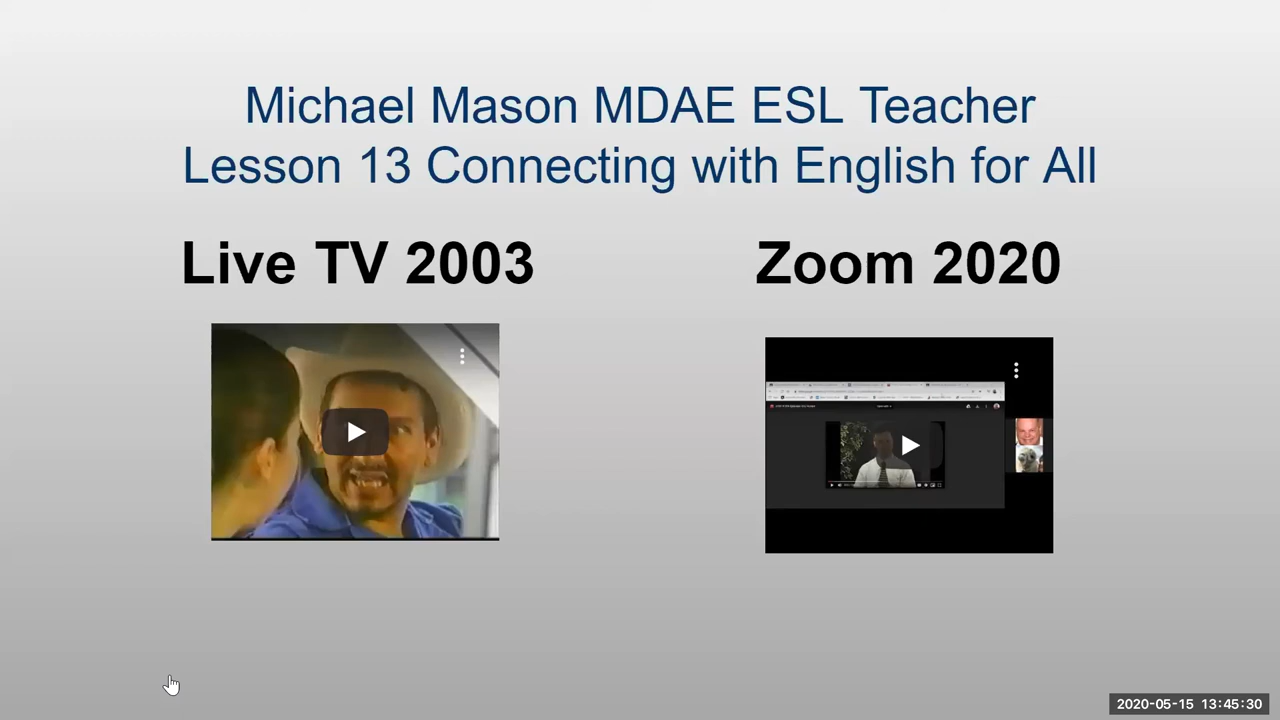 Michael Mason MDAE ESL Teacher
Lesson 13 Connecting with English for All
Live TV 2003
Zoom 2020
2020-05-15 13:45:30